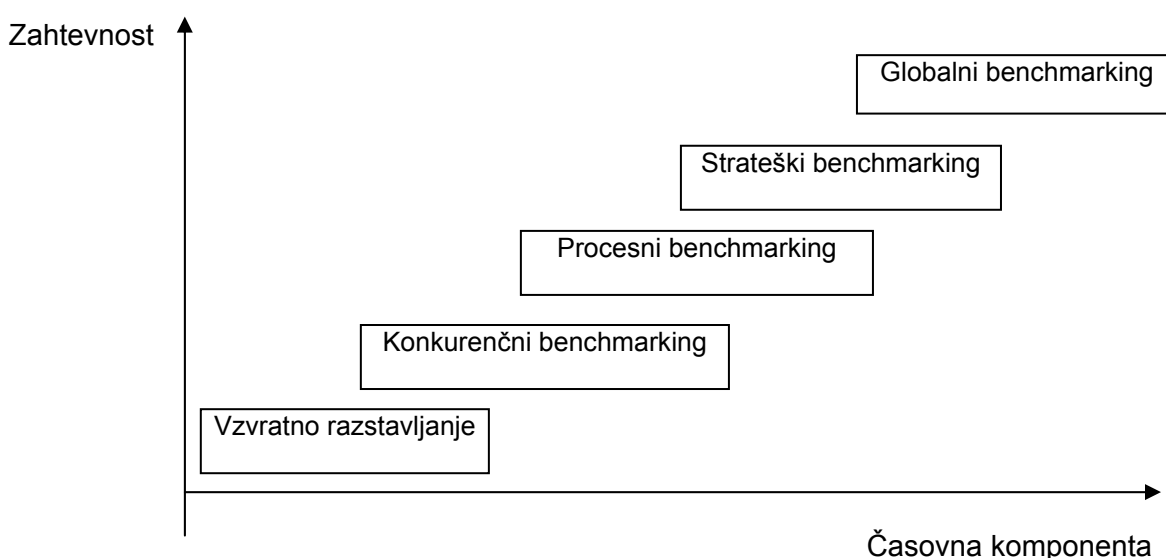 Zahtevnost
Globalni benchmarking
Strateški benchmarking
Procesni benchmarking
Konkurenčni benchmarking
Vzvratno razstavljanje
Časovna komponenta